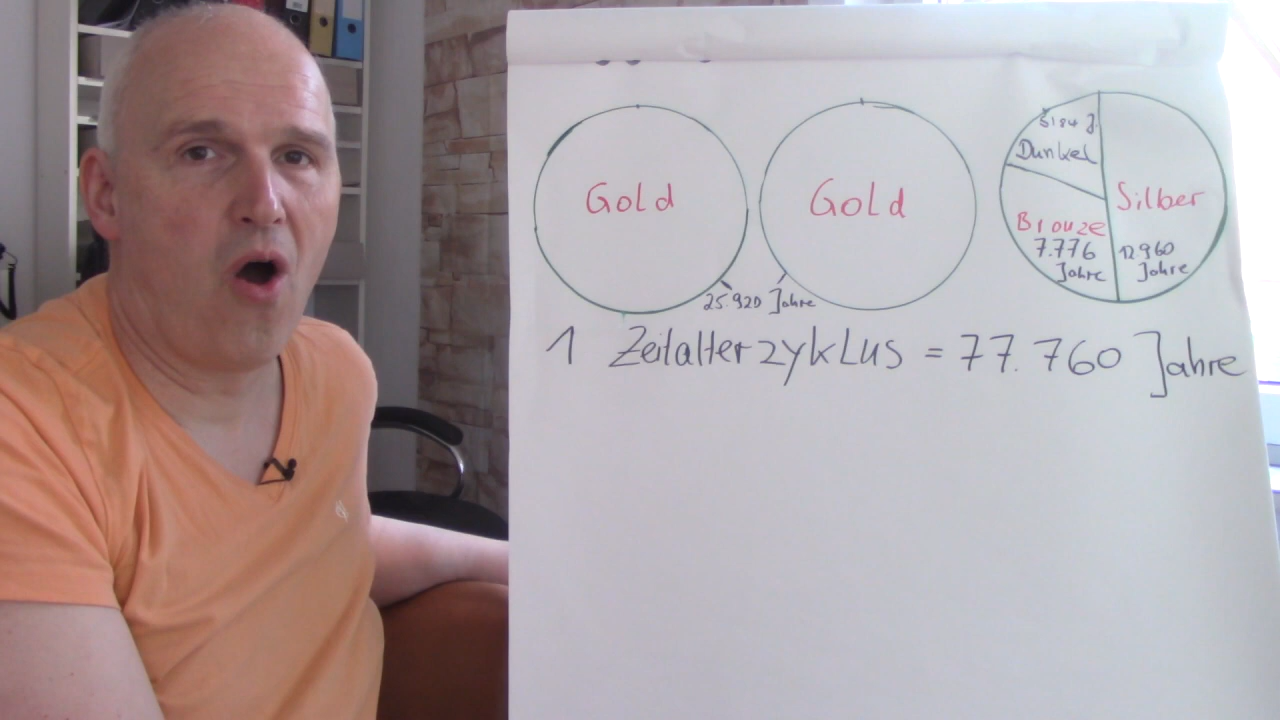 Gold
Gold
25.920 Jahre
5184 J.
Dunkel
Bronze
7.776
Jahre
Silber
12.960
Jahre
1 Zeitalterzyklus = 77.760 Jahre